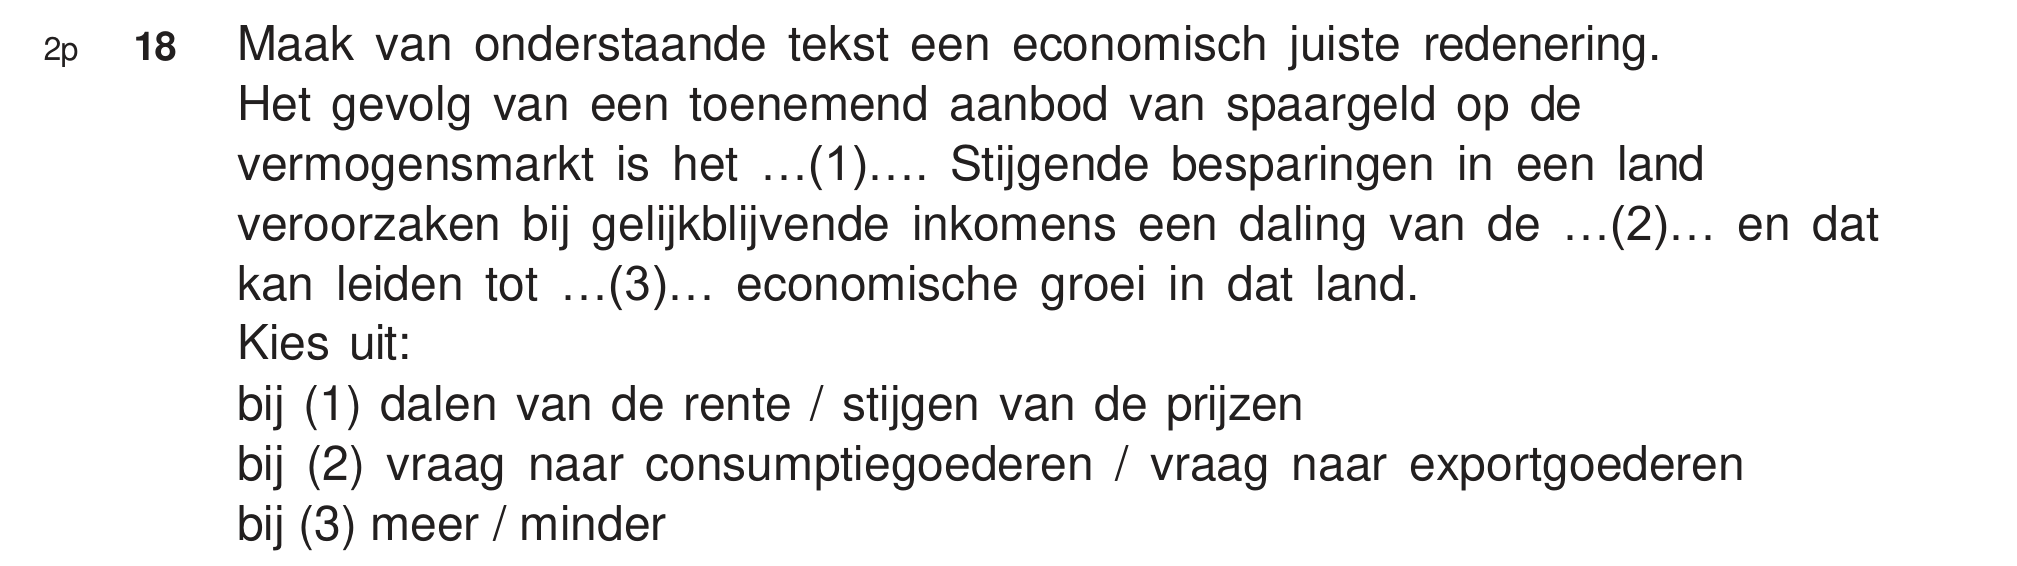 2p 18 Maak van onderstaande tekst een economisch juiste redenering.
Het gevolg van een toenemend aanbod van spaargeld op de
vermogensmarkt is het …(1)…. Stijgende besparingen in een land
veroorzaken bij gelijkblijvende inkomens een daling van de …(2)… en dat
kan leiden tot …(3)… economische groei in dat land.
Kies uit:
bij (1) dalen van de rente / stijgen van de prijzen
bij (2) vraag naar consumptiegoederen / vraag naar exportgoederen
bij (3) meer / minder